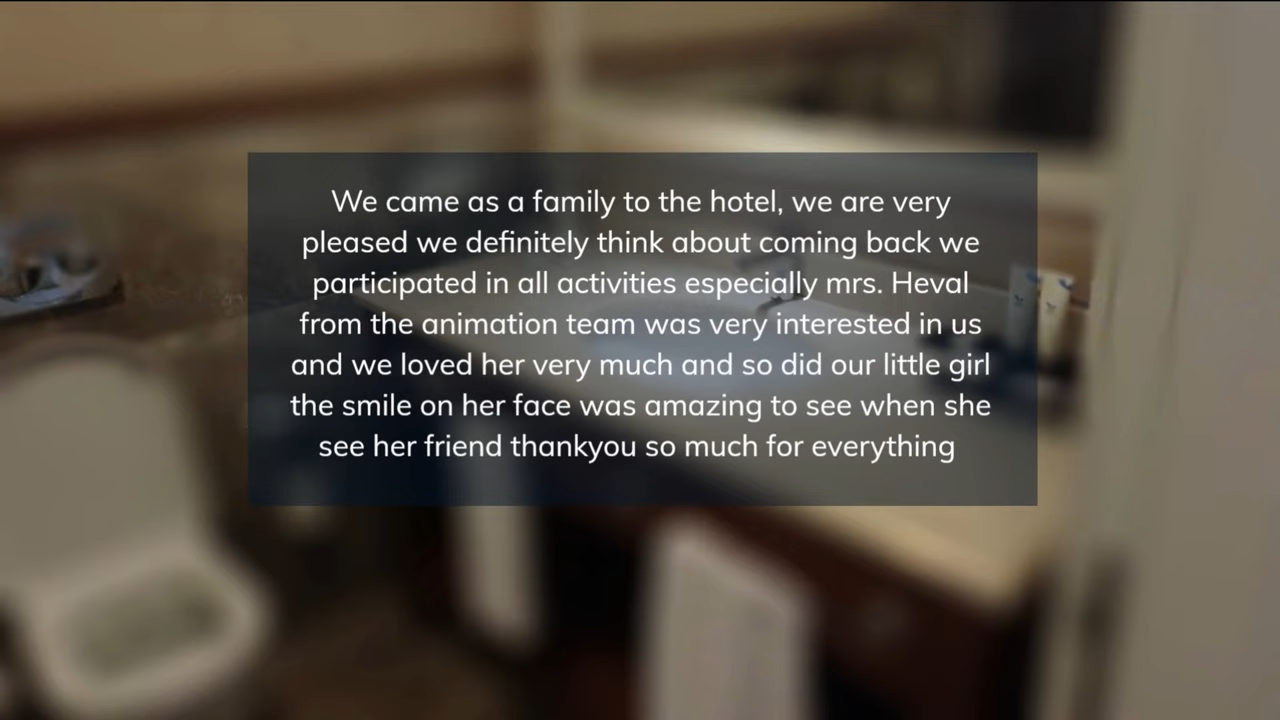 We came as a family to the hotel, we are very
pleased we definitely think about coming back we
participated in all activities especially mrs. Heval
from the animation team was very interested in us
and we loved her very much and so did our little girl
the smile on her face was amazing to see when she
see her friend thankyou so much for everything